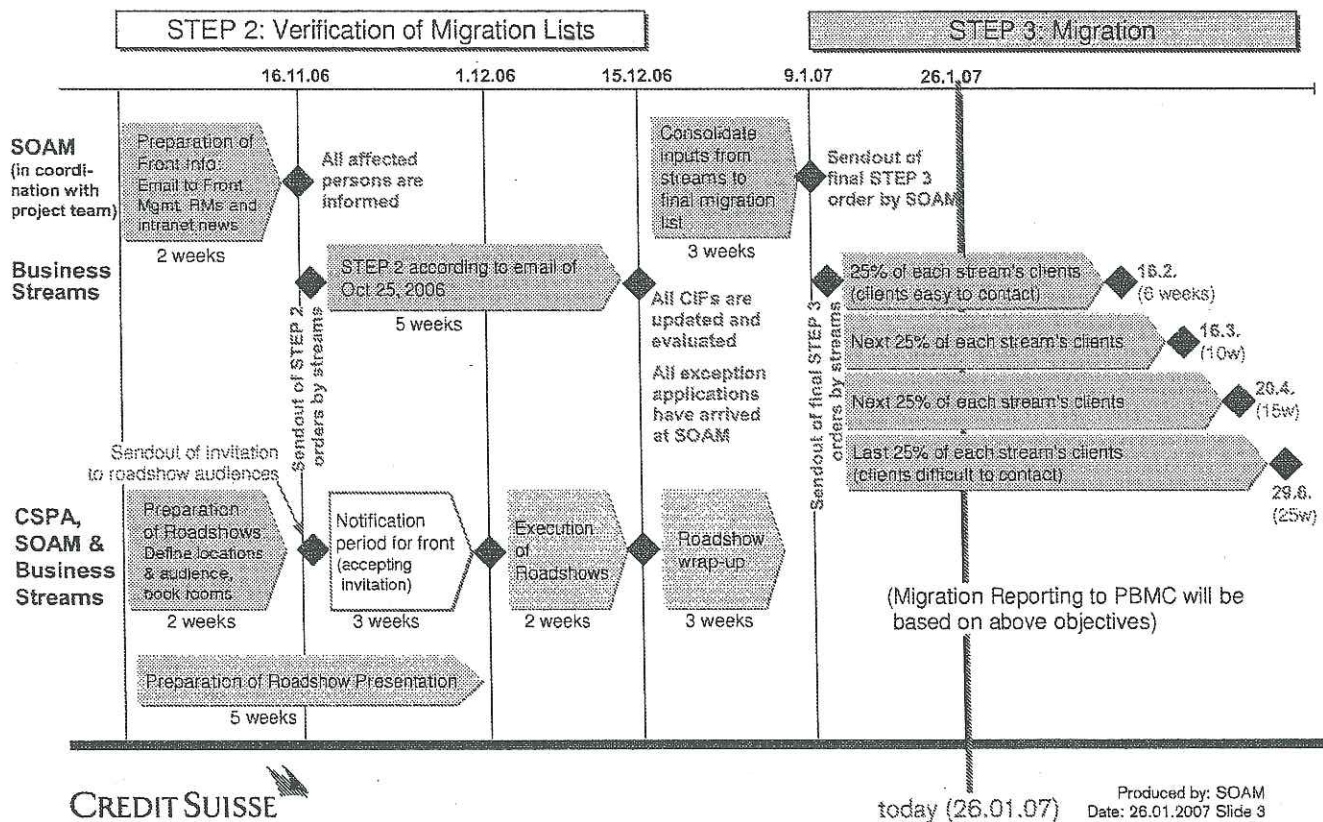 STEP 2: Verification of Migration Lists
STEP 3: Migration
16.11.06
1.12.06
15.12.06
9.1.07
26.1.07
SOAM
(in coordi-
nation with
project team)
Preparation of
Front info:
Email to Front
Mgmt, RMs and
intranet news
2 weeks
All affected
persons are
informed
Consolidate
inputs from
streams to
final migration
list
3 weeks
Sendout of
final STEP 3
order by SOAM
Business
Streams
Sendout of STEP 2
orders by streams
STEP 2 according to email of
Oct 25, 2006
5 weeks
All CIFs are
updated and
evaluated
All exception
applications
have arrived
at SOAM
Sendout of final STEP 3
orders by streams
25% of each stream's clients
(clients easy to contact)
16.2.
(6 weeks)
Next 25% of each stream's clients
16.3.
(10w)
Next 25% of each stream's clients
20.4.
(15w)
Last 25% of each stream's clients
(clients difficult to contact)
29.6.
(25w)
Sendout of invitation
to roadshow audiences
CSPA,
SOAM &
Business
Streams
Preparation
of Roadshows
Define locations
& audience,
book rooms
2 weeks
Notification
period for front
(accepting
invitation)
3 weeks
Execution
of
Roadshows
2 weeks
Roadshow
wrap-up
3 weeks
Preparation of Roadshow Presentation
5 weeks
(Migration Reporting to PBMC will be
based on above objectives)
CREDIT SUISSE
today (26.01.07)
Produced by: SOAM
Date: 26.01.2007 Slide 3